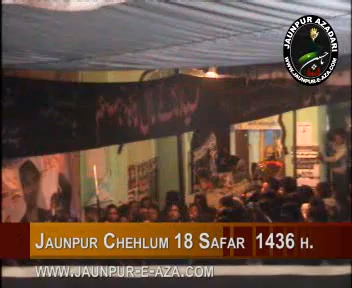 JAUNPUR AZADARI
WWW.JAUNPUR-E-AZA.COM
JAUNPUR CHEHLUM 18 SAFAR 1436 H.
WWW.JAUNPUR-E-AZA.COM